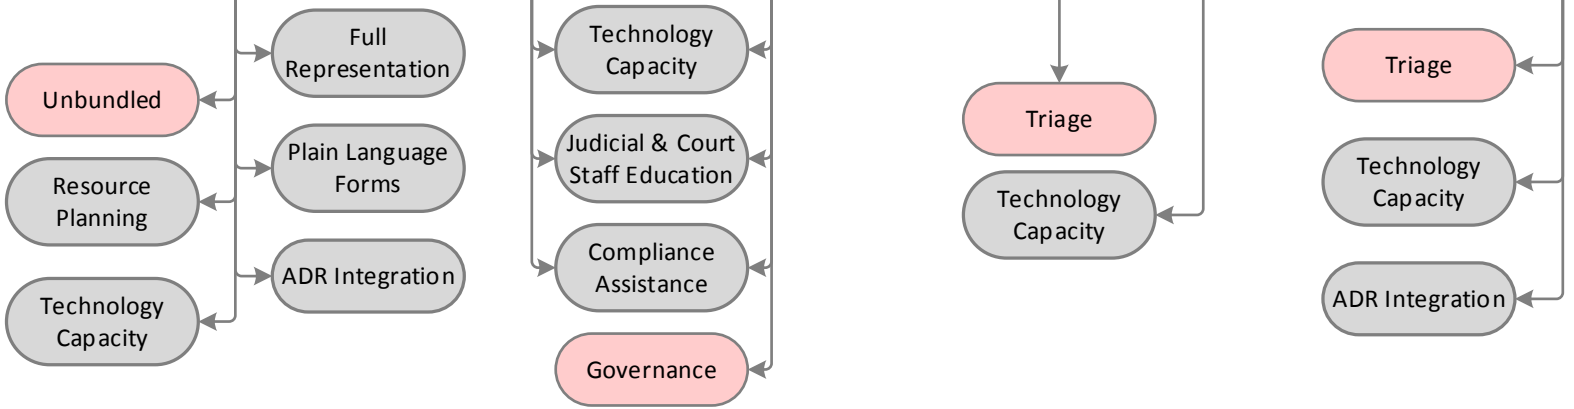 Full
Representation
Unbundled
Plain Language
Forms
Resource
Planning
ADR Integration
Technology
Capacity
Technology
Capacity
Judicial & Court
Staff Education
Compliance
Assistance
Governance
Triage
Technology
Capacity
Triage
Technology
Capacity
ADR Integration